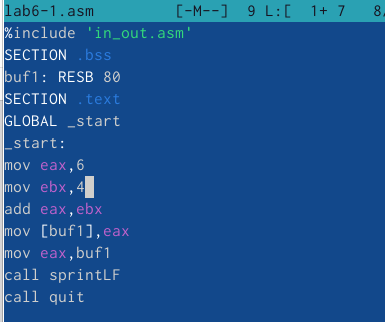 lab6-1.asm [-M--] 9 L:[ 1+ 7 8/
%include 'in_out.asm'
SECTION .bss
buf1: RESB 80
SECTION .text
GLOBAL _start
_start:
mov eax,6
mov ebx,4
add eax,ebx
mov [buf1],eax
mov eax,buf1
call sprintLF
call quit